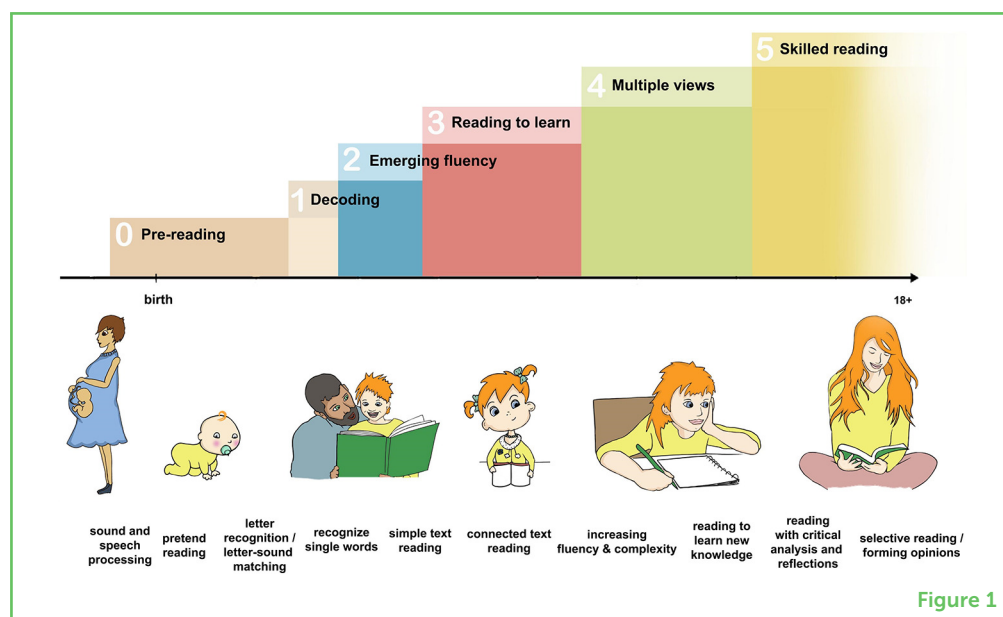 5 Skilled reading
4 Multiple views
3 Reading to learn
2 Emerging fluency
1 Decoding
0 Pre-reading
birth
18+
sound and
speech
processing
pretend
reading
letter
recognition /
letter-sound
matching
recognize
single words
simple text
reading
connected text
reading
increasing
fluency & complexity
reading to
learn new
knowledge
reading
with critical
analysis and
reflections
selective reading /
forming opinions
Figure 1